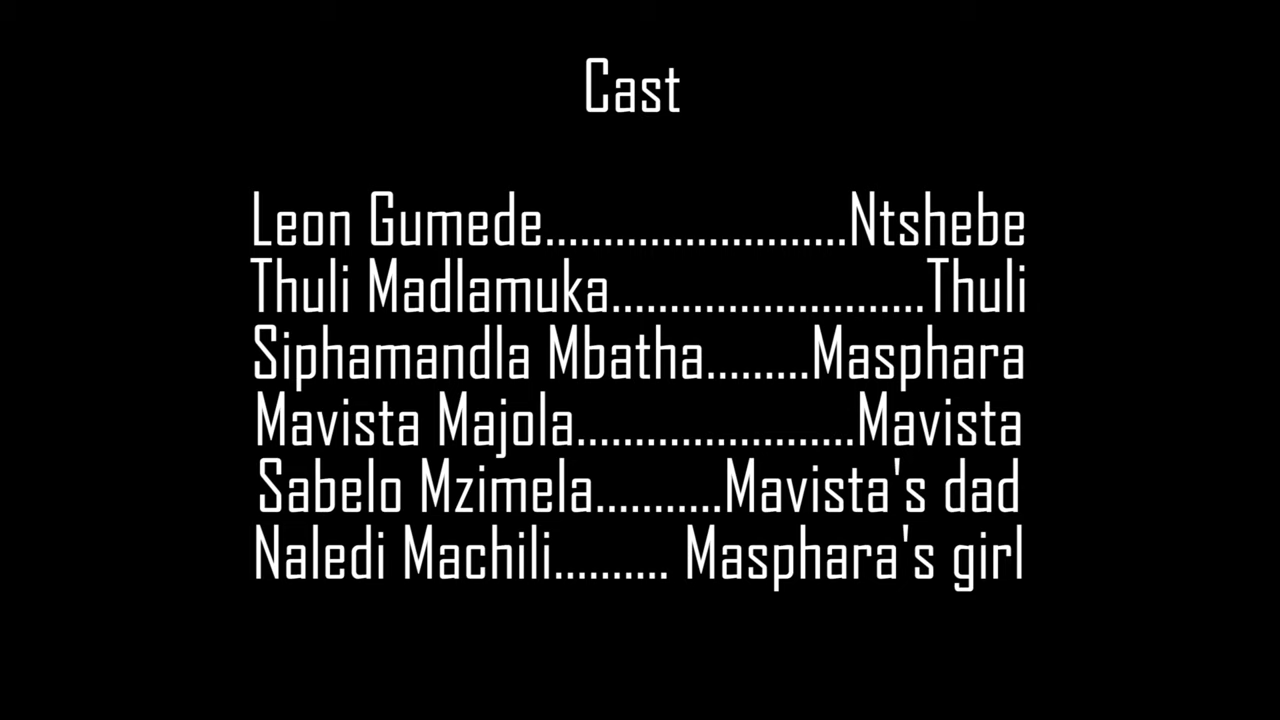 Cast
Leon Gumede..........................Ntshebe
Thuli Madlamuka...........................Thuli
Siphamandla Mbatha.........Masphara
Mavista Majola........................Mavista
Sabelo Mzimela...........Mavista's dad
Naledi Machili.......... Masphara's girl